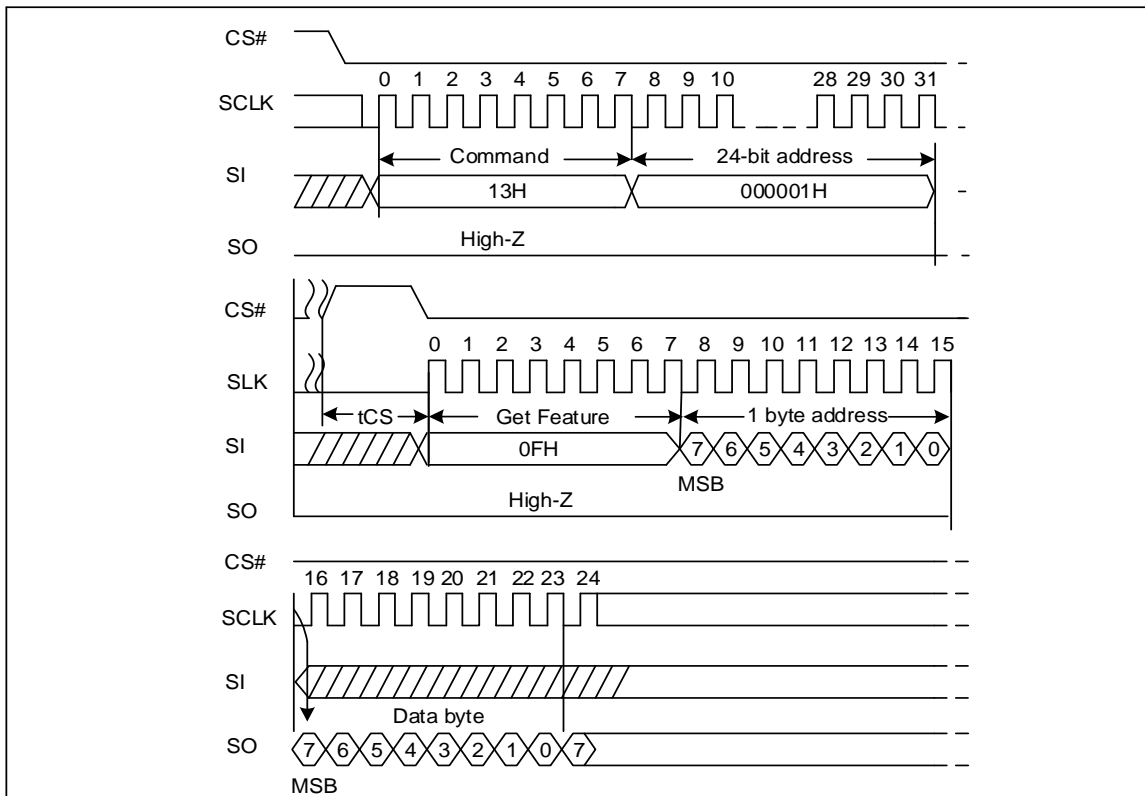 CS#
0 1 2 3 4 5 6 7 8 9 10 28 29 30 31
SCLK
Command 24-bit address
SI
13H 000001H
High-Z
SO
CS#
0 1 2 3 4 5 6 7 8 9 10 11 12 13 14 15
SLK
tCS Get Feature 1 byte address
SI
0FH 7 6 5 4 3 2 1 0
MSB
High-Z
SO
CS#
16 17 18 19 20 21 22 23 24
SCLK
SI
Data byte
SO 7 6 5 4 3 2 1 0 7
MSB